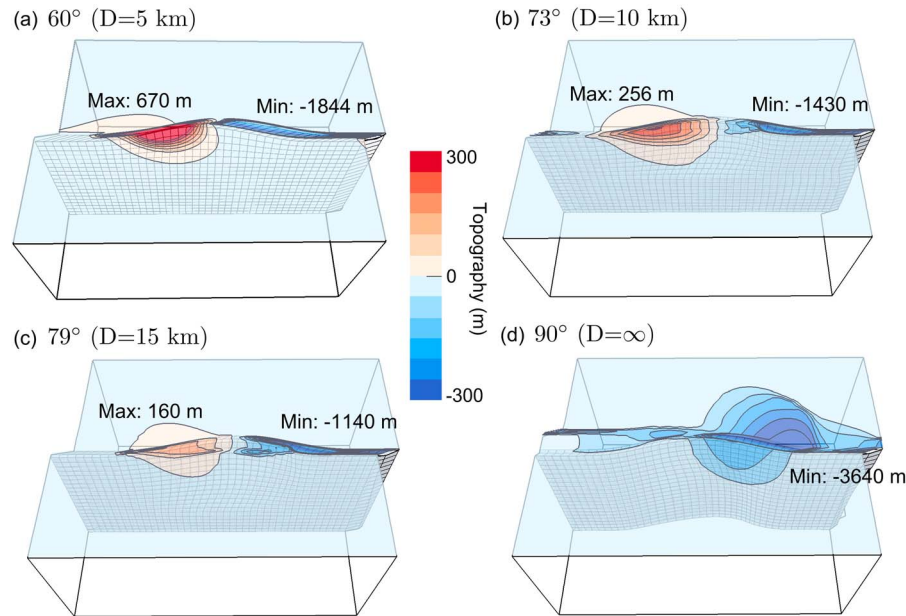 (a) 60° (D=5 km)
Max: 670 m
Min: -1844 m
(b) 73° (D=10 km)
Max: 256 m
Min: -1430 m
300
0
-300
Topography (m)
(c) 79° (D=15 km)
Max: 160 m
Min: -1140 m
(d) 90° (D=∞)
Min: -3640 m